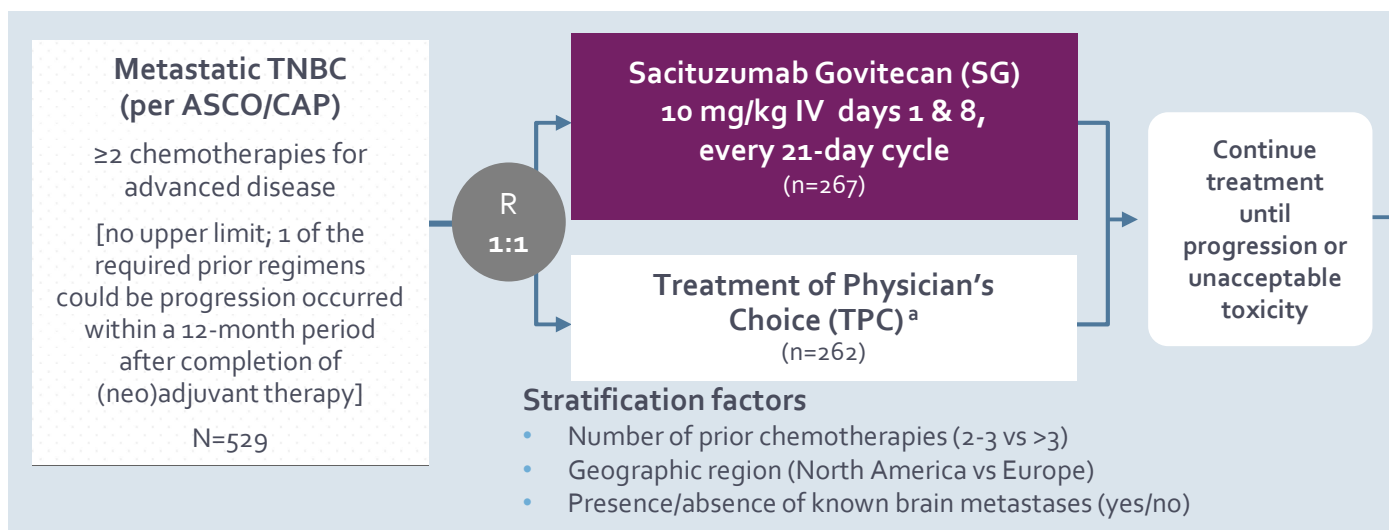 Metastatic TNBC
(per ASCO/CAP)
≥2 chemotherapies for
advanced disease
[no upper limit; 1 of the
required prior regimens
could be progression occurred
within a 12-month period
after completion of
(neo)adjuvant therapy]
N=529
R
1:1
Sacituzumab Govitecan (SG)
10 mg/kg IV days 1 & 8,
every 21-day cycle
(n=267)
Treatment of Physician’s
Choice (TPC) a
(n=262)
Continue
treatment
until
progression or
unacceptable
toxicity
Stratification factors
• Number of prior chemotherapies (2-3 vs >3)
• Geographic region (North America vs Europe)
• Presence/absence of known brain metastases (yes/no)